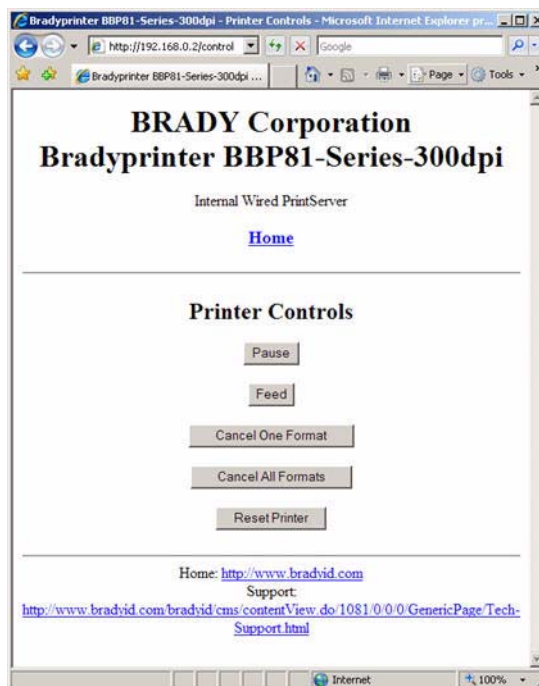 Bradyprinter BBP81-Series-300dpi - Printer Controls - Microsoft Internet Explorer pr...
http://192.168.0.2/control
Google
Bradyprinter BBP81-Series-300dpi ...
Page
Tools
BRADY Corporation
Bradyprinter BBP81-Series-300dpi
Internal Wired PrintServer
Home
Printer Controls
Pause
Feed
Cancel One Format
Cancel All Formats
Reset Printer
Home: http://www.bradyid.com
Support:
http://www.bradyid.com/bradyid/cms/contentView.do/1081/0/0/0/GenericPage/Tech-
Support.html
Internet
100%